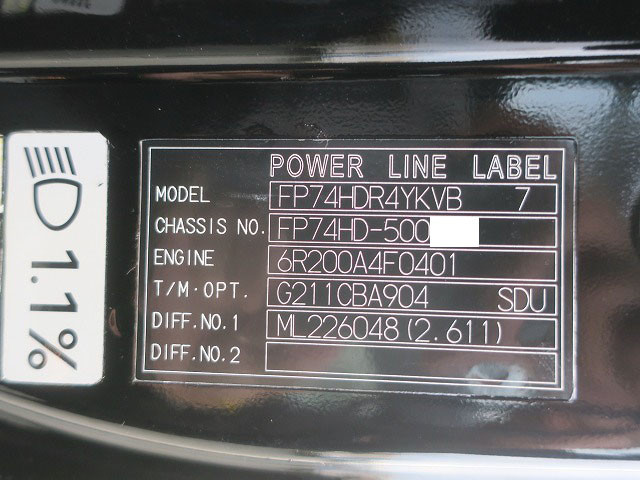 POWER LINE LABEL
MODEL FP74HDR4YKVB 7
CHASSIS NO. FP74HD-500
ENGINE 6R200A4F0401
T/M·OPT. G211CBA904 SDU
DIFF.NO.1 ML226048(2.611)
DIFF.NO.2
1.1%